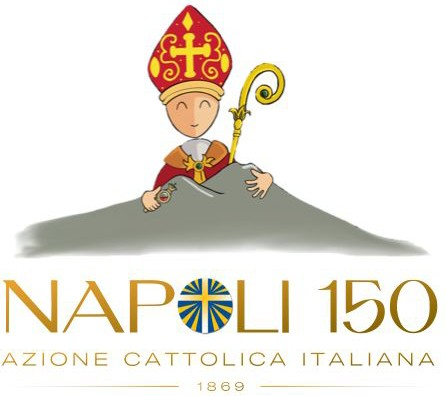 NAPOLI 150
AZIONE CATTOLICA ITALIANA
1869